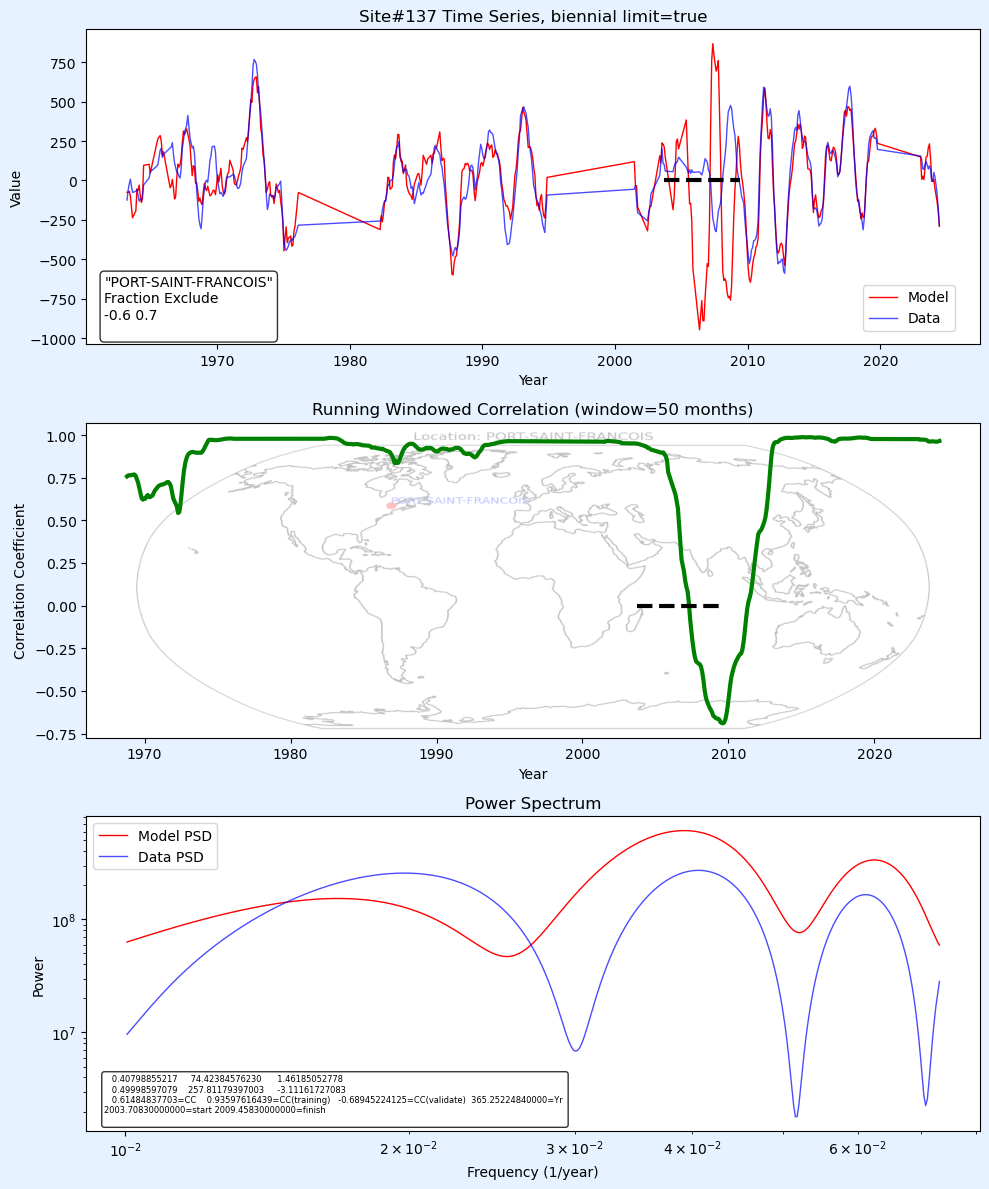 Site#137 Time Series, biennial limit=true
750
500
250
0
−250
−500
−750
−1000
Value
"PORT-SAINT-FRANCOIS"
Fraction Exclude
-0.6 0.7
Model
Data
1970 1980 1990 2000 2010 2020
Year
Running Windowed Correlation (window=50 months)
Location: PORT-SAINT-FRANCOIS
PORT-SAINT-FRANCOIS
1.00
0.75
0.50
0.25
0.00
−0.25
−0.50
−0.75
Correlation Coefficient
1970 1980 1990 2000 2010 2020
Year
Power Spectrum
Model PSD
Data PSD
10^8
10^7
Power
0.40798855217 74.42384576230 1.46185052778
0.49998597079 257.81179397003 -3.11161727083
0.61484837703=CC 0.93597616439=CC(training) -0.68945224125=CC(validate) 365.25224840000=Yr
2003.70830000000=start 2009.45830000000=finish
10^−2 2 × 10^−2 3 × 10^−2 4 × 10^−2 6 × 10^−2
Frequency (1/year)